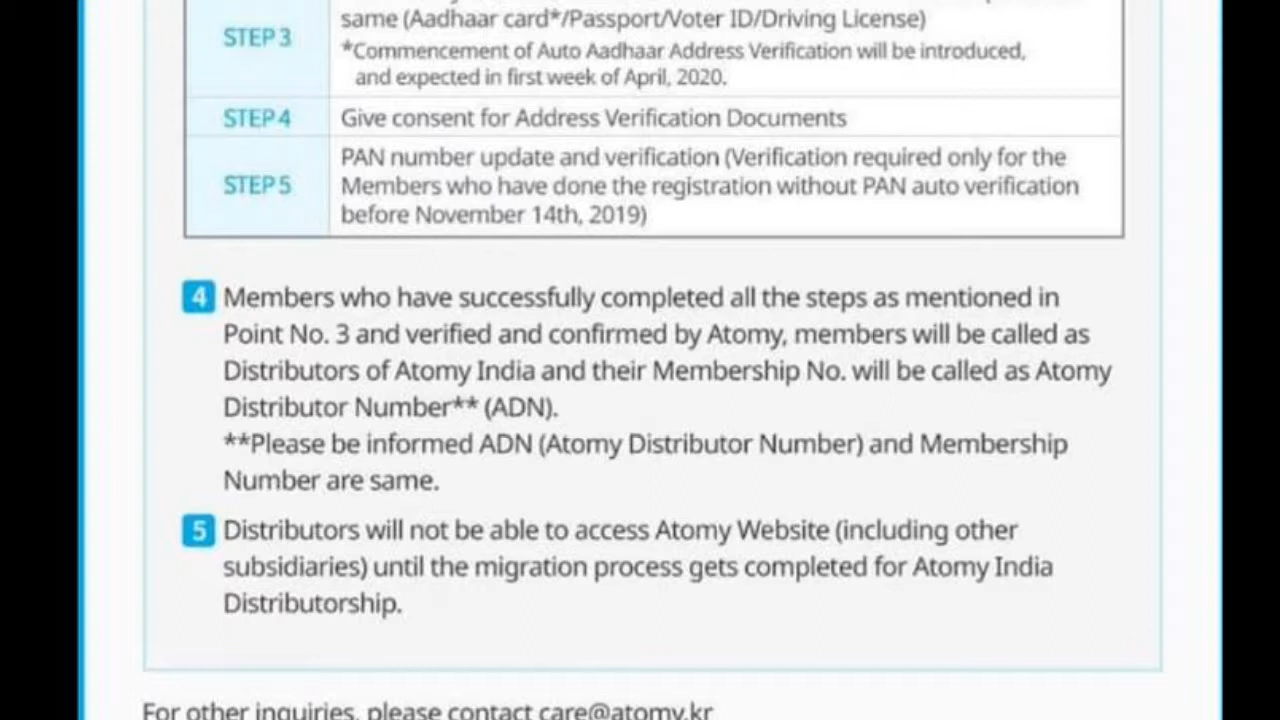 same (Aadhaar card*/Passport/Voter ID/Driving License)
STEP 3
*Commencement of Auto Aadhaar Address Verification will be introduced,
and expected in first week of April, 2020.
STEP 4
Give consent for Address Verification Documents
PAN number update and verification (Verification required only for the
STEP 5
Members who have done the registration without PAN auto verification
before November 14th, 2019)
4 Members who have successfully completed all the steps as mentioned in
Point No. 3 and verified and confirmed by Atomy, members will be called as
Distributors of Atomy India and their Membership No. will be called as Atomy
Distributor Number** (ADN).
**Please be informed ADN (Atomy Distributor Number) and Membership
Number are same.
5 Distributors will not be able to access Atomy Website (including other
subsidiaries) until the migration process gets completed for Atomy India
Distributorship.
For other inquiries, please contact care@atomy.kr